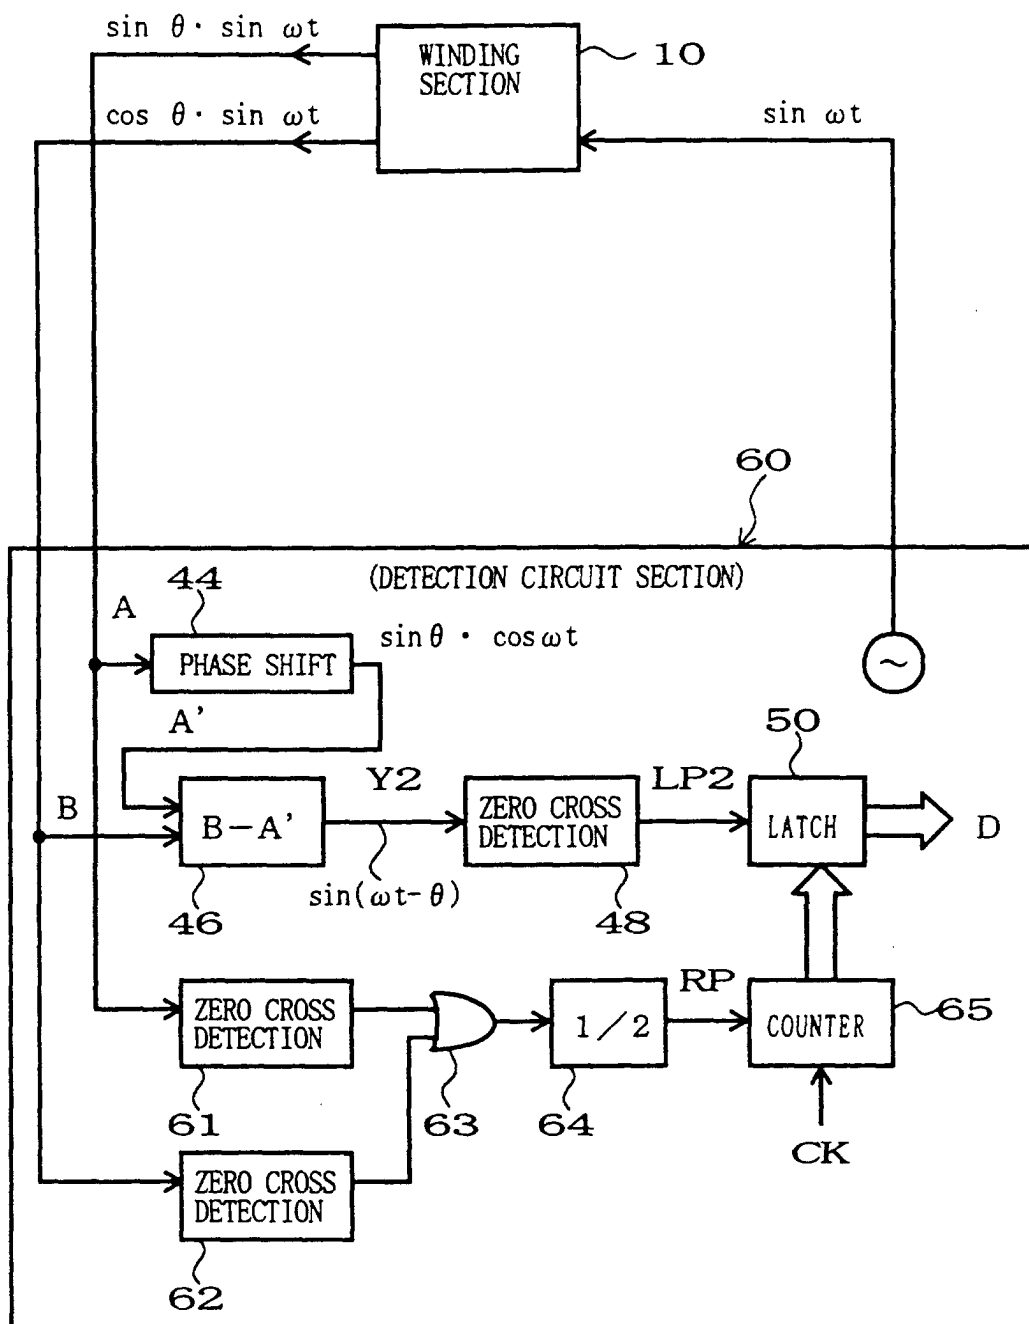 sin θ · sin ωt
WINDING
SECTION
10
cos θ · sin ωt
sin ωt
60
(DETECTION CIRCUIT SECTION)
44
A
sinθ · cosωt
PHASE SHIFT
~
A'
50
B
Y2
LP2
B-A'
ZERO CROSS
DETECTION
LATCH
D
46
sin(ωt-θ)
48
RP
ZERO CROSS
DETECTION
1/2
COUNTER
65
61
63
64
CK
ZERO CROSS
DETECTION
62